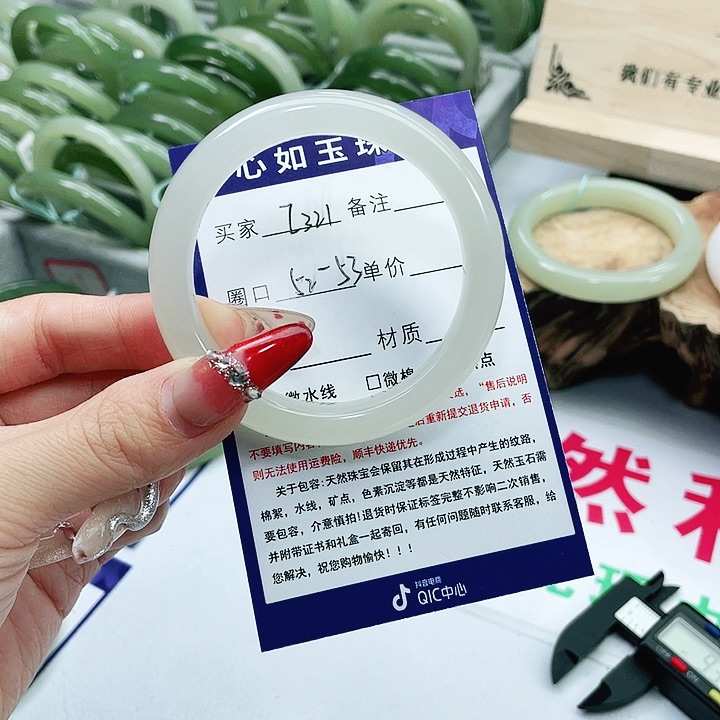 我们有专业
心如玉珠
买家 T321 备注
圈口 52-53 单价
材质
微水线 □微棉 点
选，“售后说明
不要填写内容 后重新提交退货申请，否
则无法使用运费险，顺丰快递优先。
关于包容：天然珠宝会保留其在形成过程中产生的纹路，
棉絮，水线，矿点，色素沉淀等都是天然特征，天然玉石需
要包容，介意慎拍！退货时保证标签完整不影响二次销售，
并附带证书和礼盒一起寄回，有任何问题随时联系客服，给
您解决，祝您购物愉快！！！
抖音电商
QIC中心
然和